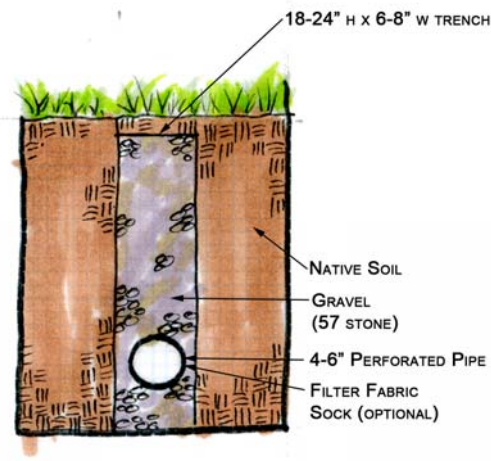 18-24" H X 6-8" W TRENCH
NATIVE SOIL
GRAVEL
(57 STONE)
4-6" PERFORATED PIPE
FILTER FABRIC
SOCK (OPTIONAL)